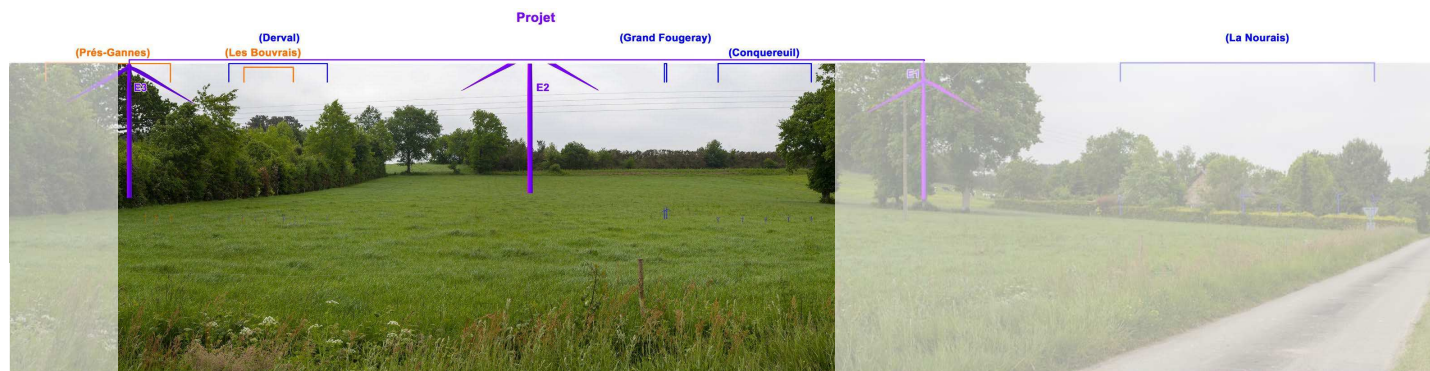 Projet
(Derval)
(Grand Fougeray)
(La Nourais)
(Prés-Gannes)
(Les Bouvrais)
(Conquereuil)
E3
E2
E1